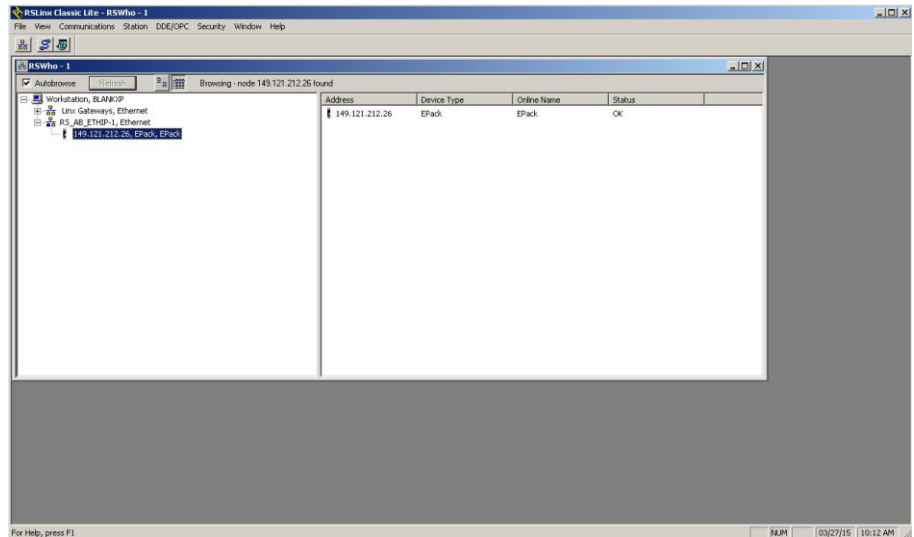 RSLinx Classic Lite - RSWho - 1
File View Communications Station DDE/OPC Security Window Help
RSWho - 1
Autobrowse Refresh Browsing - node 149.121.212.26 found
Workstation, BLANKXP
Linx Gateways, Ethernet
RS_AB_ETHIP-1, Ethernet
149.121.212.26, EPack, EPack
Address Device Type Online Name Status
149.121.212.26 EPack EPack OK
For Help, press F1 NUM 03/27/15 10:12 AM